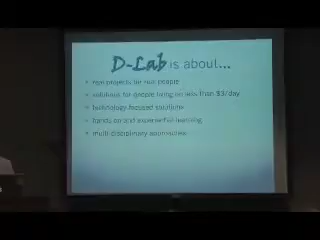 D-Lab is about...
• real projects for real people
• solutions for people living on less than $3/day
• technology-focused solutions
• hands-on and experiential learning
• multi-disciplinary approaches